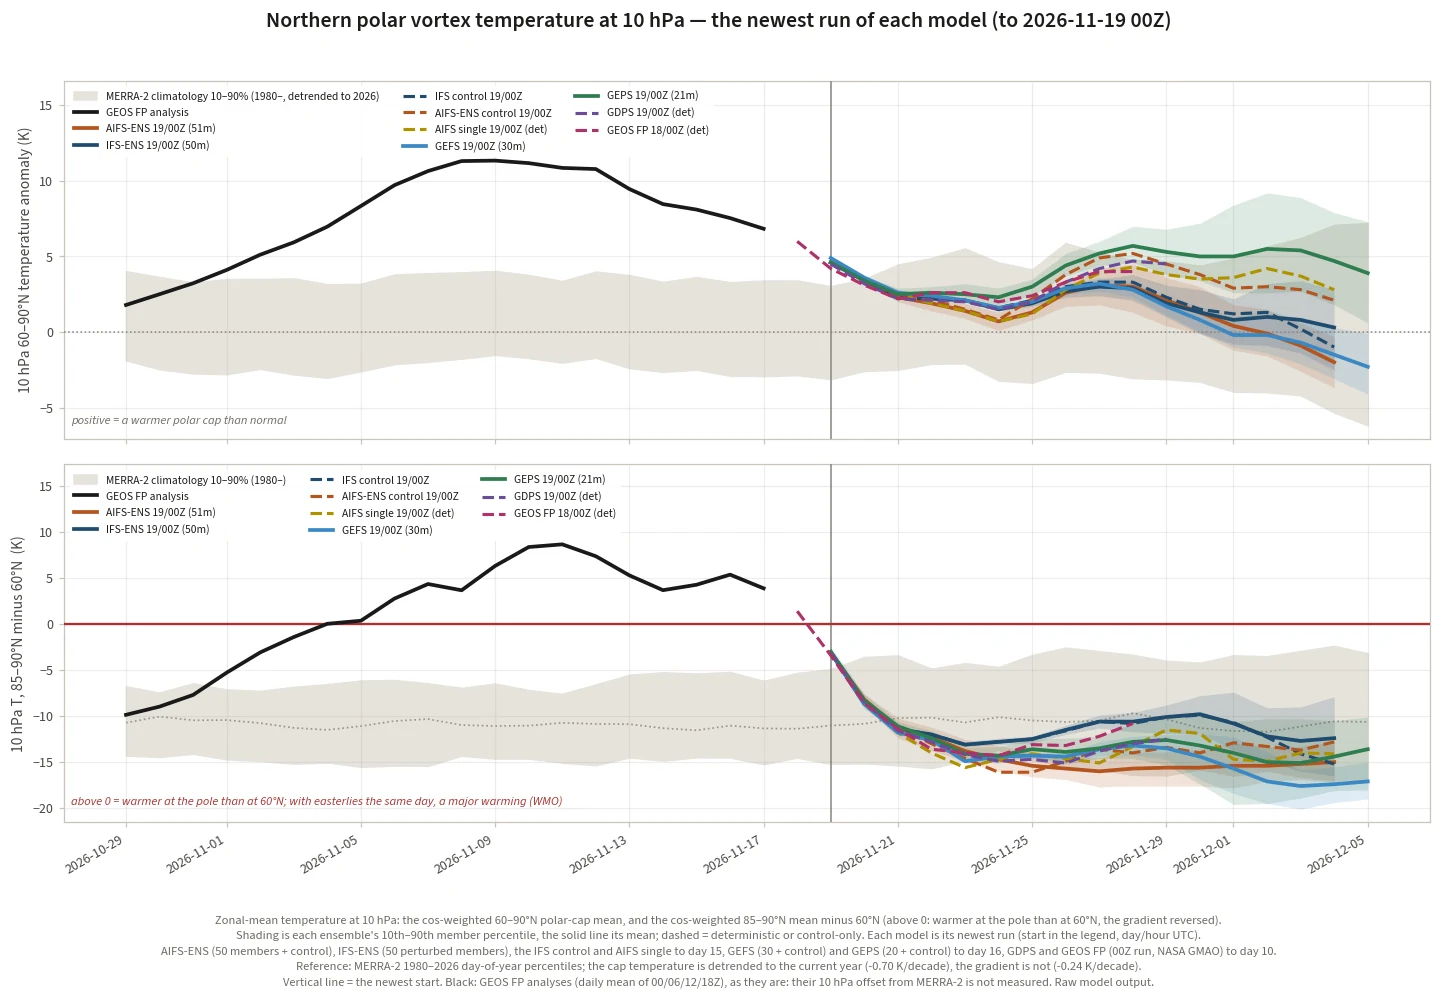 Northern polar vortex temperature at 10 hPa — the newest run of each model (to 2026-11-19 00Z)
10 hPa 60–90°N temperature anomaly (K)
15
10
5
0
−5
MERRA-2 climatology 10–90% (1980–, detrended to 2026)
GEOS FP analysis
AIFS-ENS 19/00Z (51m)
IFS-ENS 19/00Z (50m)
IFS control 19/00Z
AIFS-ENS control 19/00Z
AIFS single 19/00Z (det)
GEFS 19/00Z (30m)
GEPS 19/00Z (21m)
GDPS 19/00Z (det)
GEOS FP 18/00Z (det)
positive = a warmer polar cap than normal
10 hPa T, 85–90°N minus 60°N (K)
15
10
5
0
−5
−10
−15
−20
MERRA-2 climatology 10–90% (1980–)
GEOS FP analysis
AIFS-ENS 19/00Z (51m)
IFS-ENS 19/00Z (50m)
IFS control 19/00Z
AIFS-ENS control 19/00Z
AIFS single 19/00Z (det)
GEFS 19/00Z (30m)
GEPS 19/00Z (21m)
GDPS 19/00Z (det)
GEOS FP 18/00Z (det)
above 0 = warmer at the pole than at 60°N; with easterlies the same day, a major warming (WMO)
2026-10-29
2026-11-01
2026-11-05
2026-11-09
2026-11-13
2026-11-17
2026-11-21
2026-11-25
2026-11-29
2026-12-01
2026-12-05
Zonal-mean temperature at 10 hPa: the cos-weighted 60–90°N polar-cap mean, and the cos-weighted 85–90°N mean minus 60°N (above 0: warmer at the pole than at 60°N, the gradient reversed).
Shading is each ensemble's 10th–90th member percentile, the solid line its mean; dashed = deterministic or control-only. Each model is its newest run (start in the legend, day/hour UTC).
AIFS-ENS (50 members + control), IFS-ENS (50 perturbed members), the IFS control and AIFS single to day 15, GEFS (30 + control) and GEPS (20 + control) to day 16, GDPS and GEOS FP (00Z run, NASA GMAO) to day 10.
Reference: MERRA-2 1980–2026 day-of-year percentiles; the cap temperature is detrended to the current year (-0.70 K/decade), the gradient is not (-0.24 K/decade).
Vertical line = the newest start. Black: GEOS FP analyses (daily mean of 00/06/12/18Z), as they are: their 10 hPa offset from MERRA-2 is not measured. Raw model output.